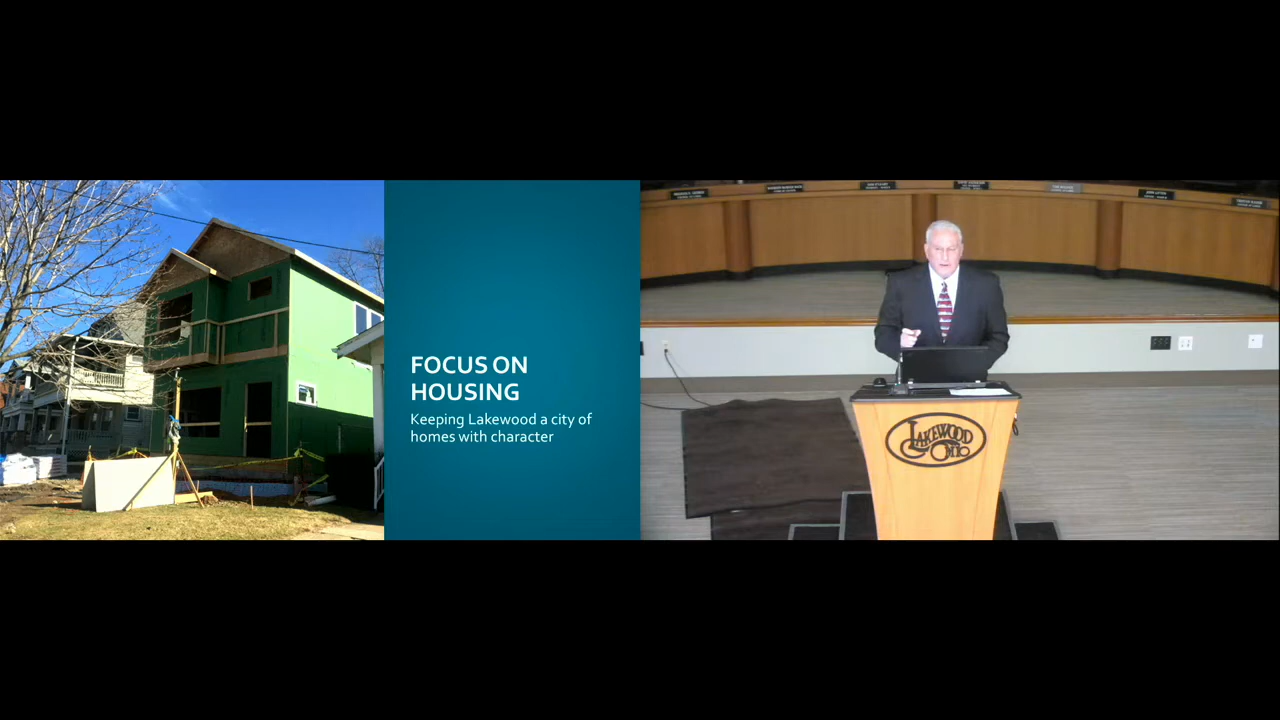 FOCUS ON
HOUSING
Keeping Lakewood a city of
homes with character
LAKEWOOD
OHIO